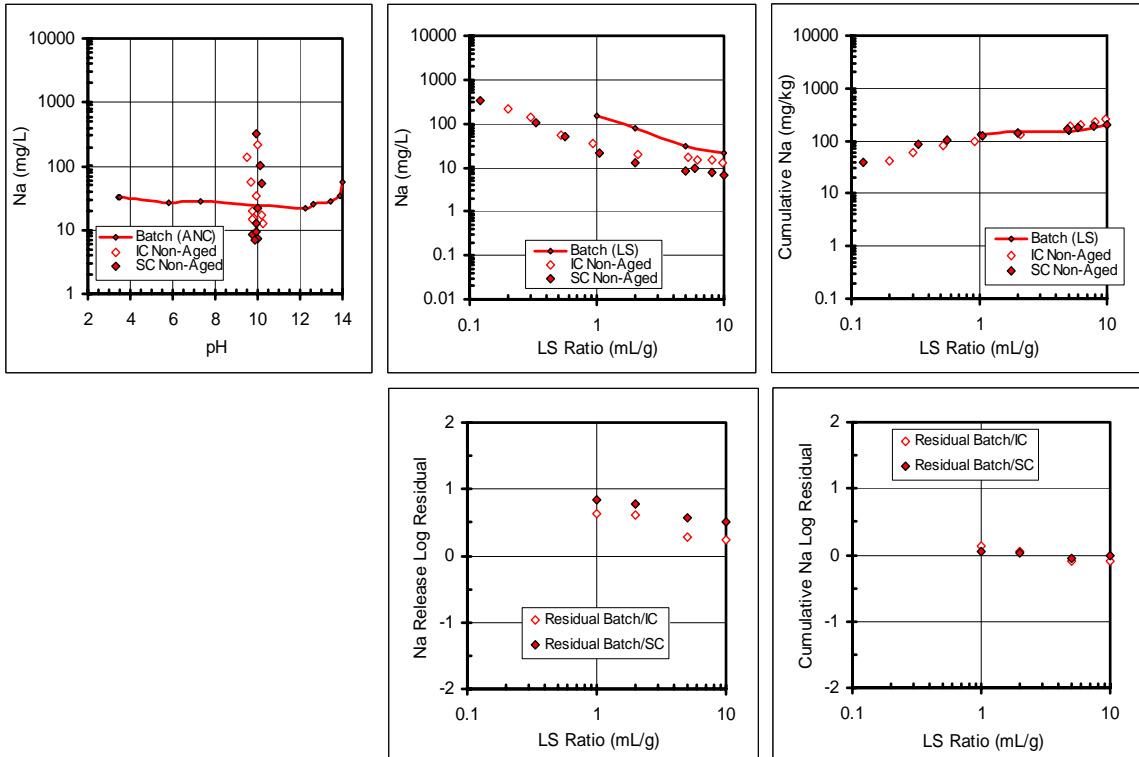 10000
1000
100
10
1
Na (mg/L)
Batch (ANC)
IC Non-Aged
SC Non-Aged
2 4 6 8 10 12 14
pH
10000
1000
100
10
1
0.1
0.01
Na (mg/L)
Batch (LS)
IC Non-Aged
SC Non-Aged
0.1 1 10
LS Ratio (mL/g)
10000
1000
100
10
1
0.1
Cumulative Na (mg/kg)
Batch (LS)
IC Non-Aged
SC Non-Aged
0.1 1 10
LS Ratio (mL/g)
2
1
0
-1
-2
Na Release Log Residual
Residual Batch/IC
Residual Batch/SC
0.1 1 10
LS Ratio (mL/g)
2
1
0
-1
-2
Cumulative Na Log Residual
Residual Batch/IC
Residual Batch/SC
0.1 1 10
LS Ratio (mL/g)